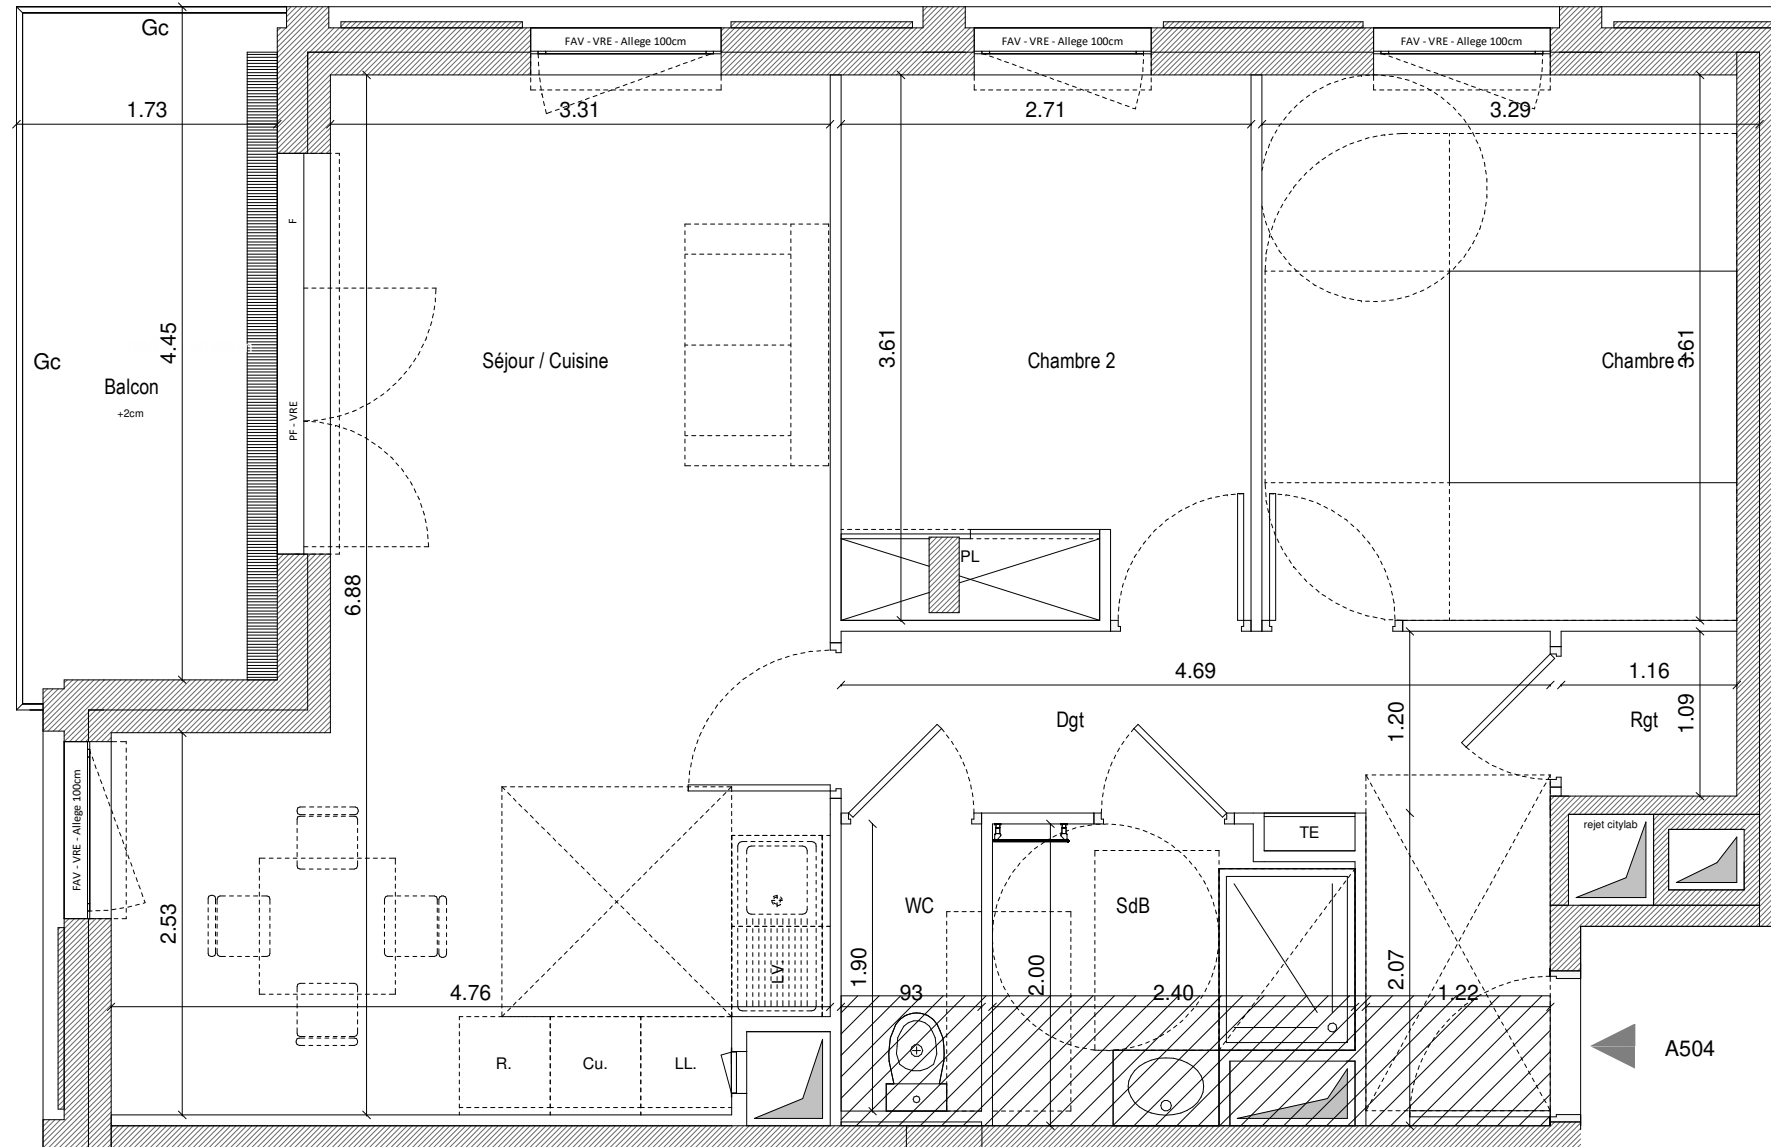 Gc
FAV - VRE - Allege 100cm
FAV - VRE - Allege 100cm
FAV - VRE - Allege 100cm
1.73
3.31
2.71
3.29
F
4.45
Gc
Balcon
+2cm
PF - VRE
Séjour / Cuisine
3.61
Chambre 2
Chambre
3.61
6.88
PL
4.69
1.16
Dgt
1.20
Rgt
1.09
FAV - VRE - Allege 100cm
TE
rejet citylab
2.53
WC
SdB
4.76
LV.
1.90
93
2.00
2.40
2.07
1.22
R.
Cu.
LL.
A504